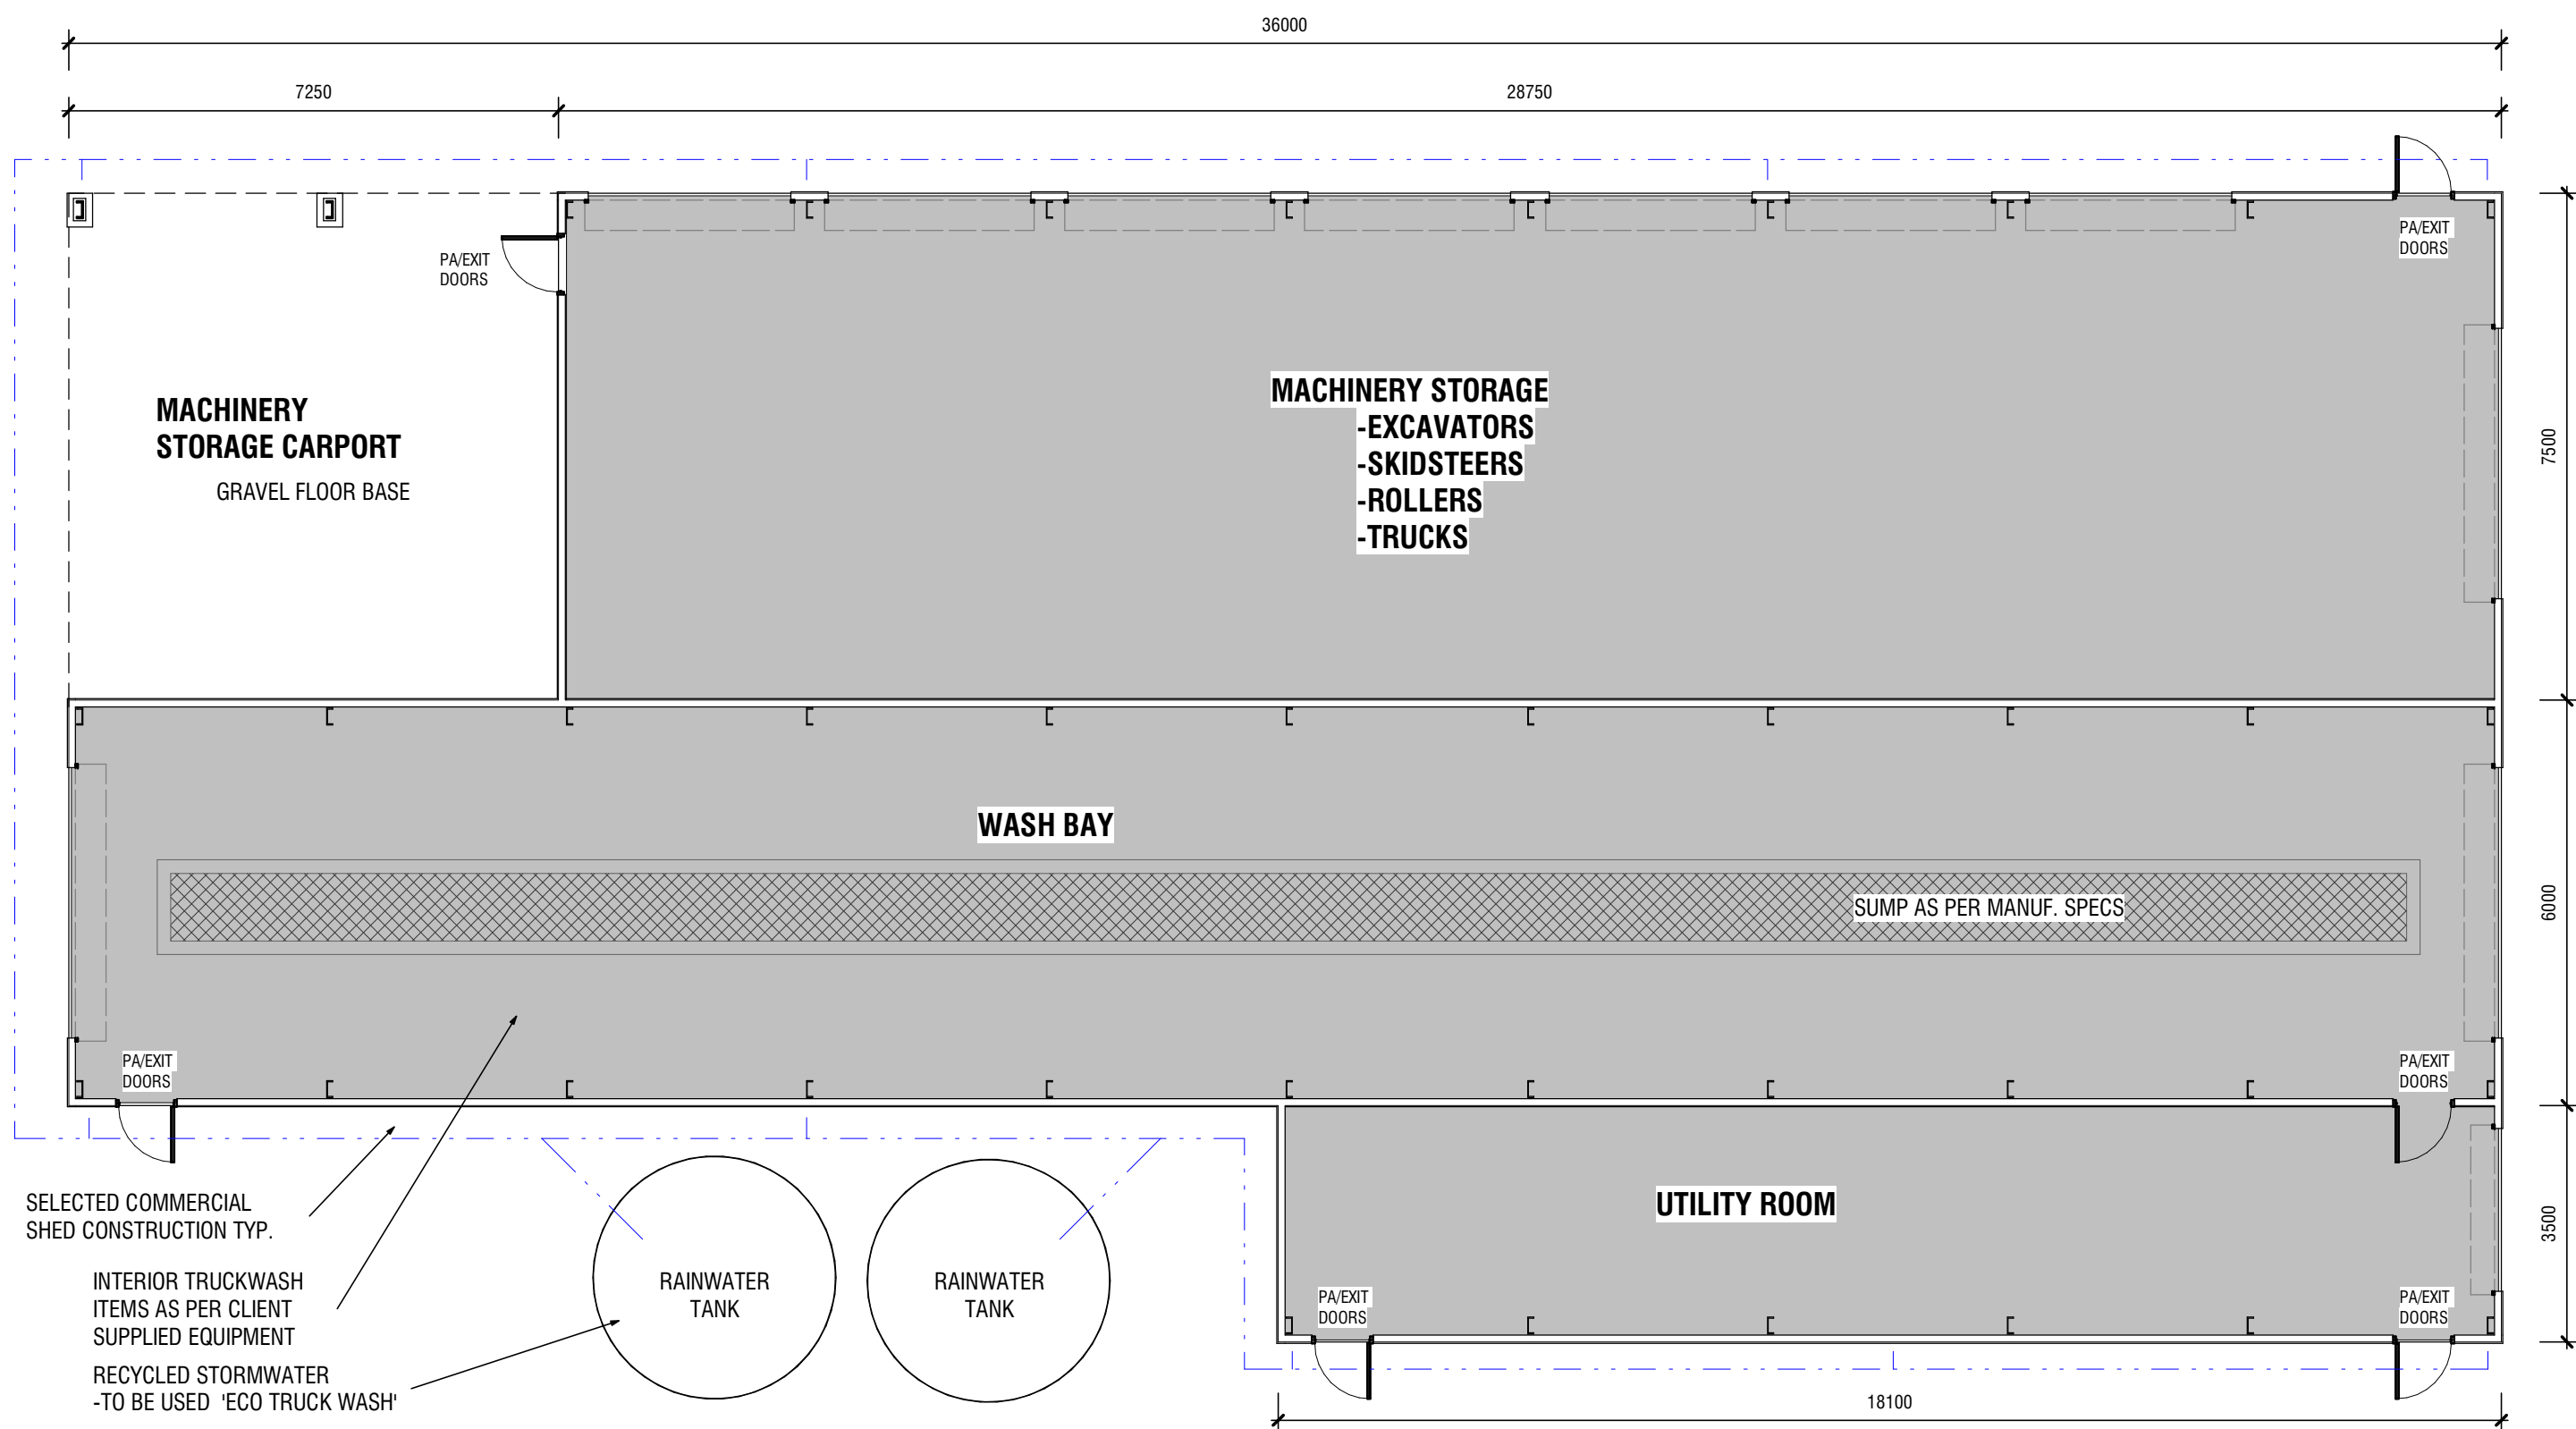 36000
7250
28750
PA/EXIT
DOORS
PA/EXIT
DOORS
MACHINERY
STORAGE CARPORT
GRAVEL FLOOR BASE
MACHINERY STORAGE
-EXCAVATORS
-SKIDSTEERS
-ROLLERS
-TRUCKS
7500
WASH BAY
SUMP AS PER MANUF. SPECS
6000
PA/EXIT
DOORS
PA/EXIT
DOORS
SELECTED COMMERCIAL
SHED CONSTRUCTION TYP.
INTERIOR TRUCKWASH
ITEMS AS PER CLIENT
SUPPLIED EQUIPMENT
RECYCLED STORMWATER
-TO BE USED 'ECO TRUCK WASH'
RAINWATER
TANK
RAINWATER
TANK
UTILITY ROOM
3500
PA/EXIT
DOORS
PA/EXIT
DOORS
18100